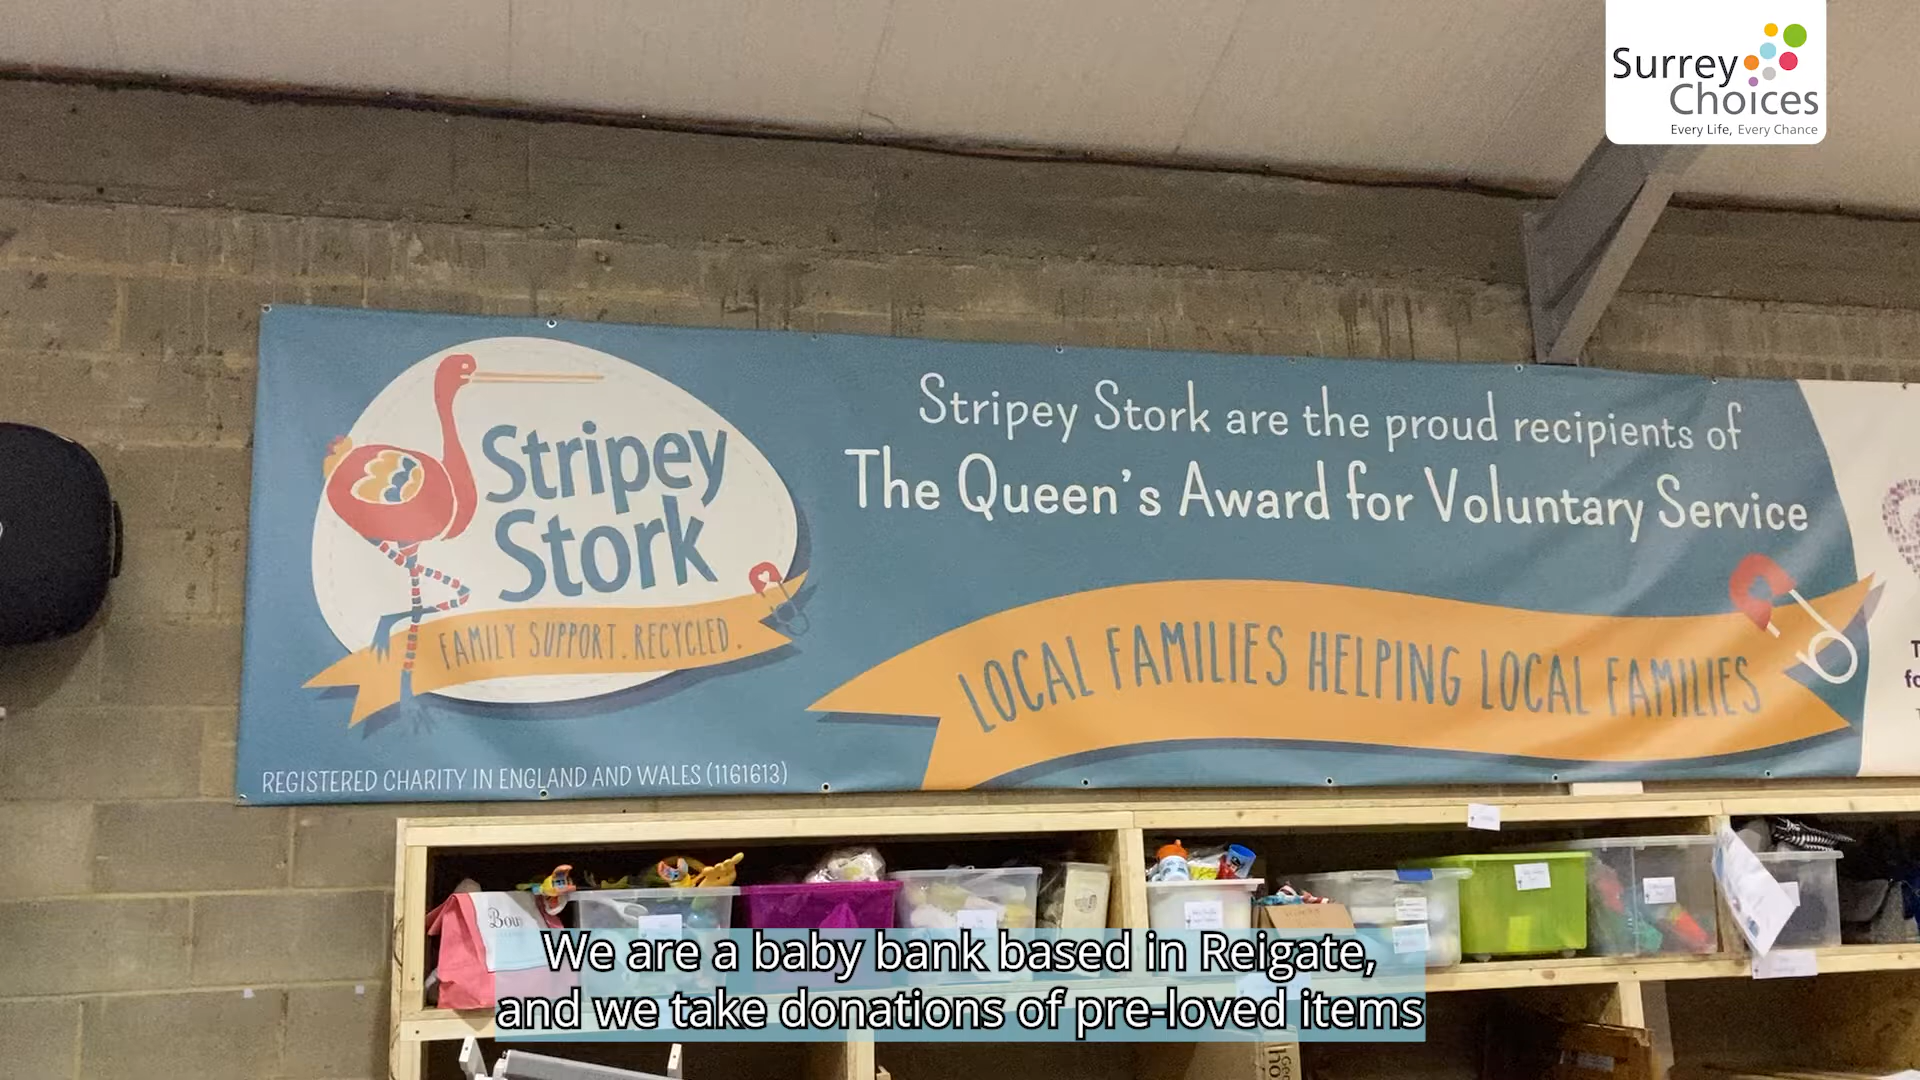 Surrey
Choices
Every Life, Every Chance
Stripey
Stork
FAMILY SUPPORT. RECYCLED.
Stripey Stork are the proud recipients of
The Queen's Award for Voluntary Service
LOCAL FAMILIES HELPING LOCAL FAMILIES
REGISTERED CHARITY IN ENGLAND AND WALES (1161613)
We are a baby bank based in Reigate,
and we take donations of pre-loved items